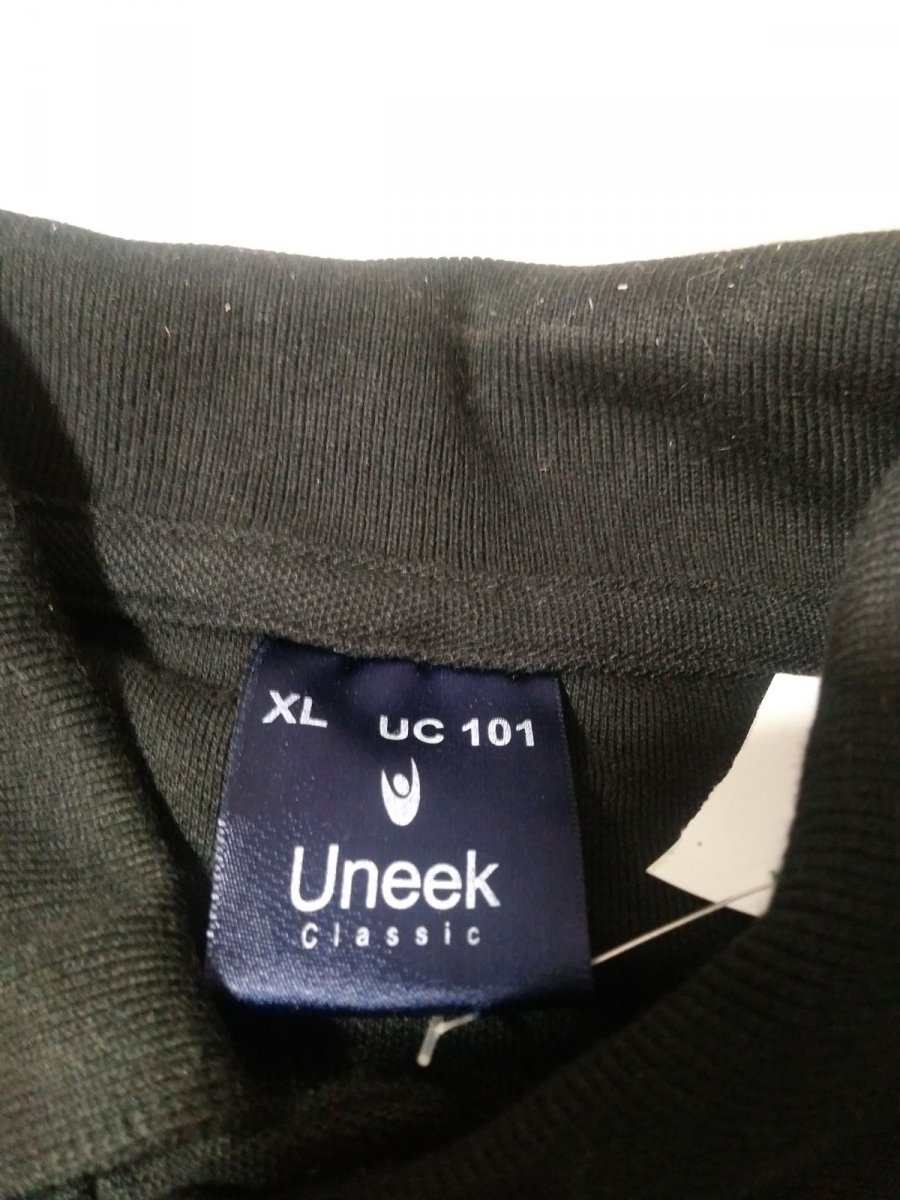 XL UC 101
Uneek
Classic